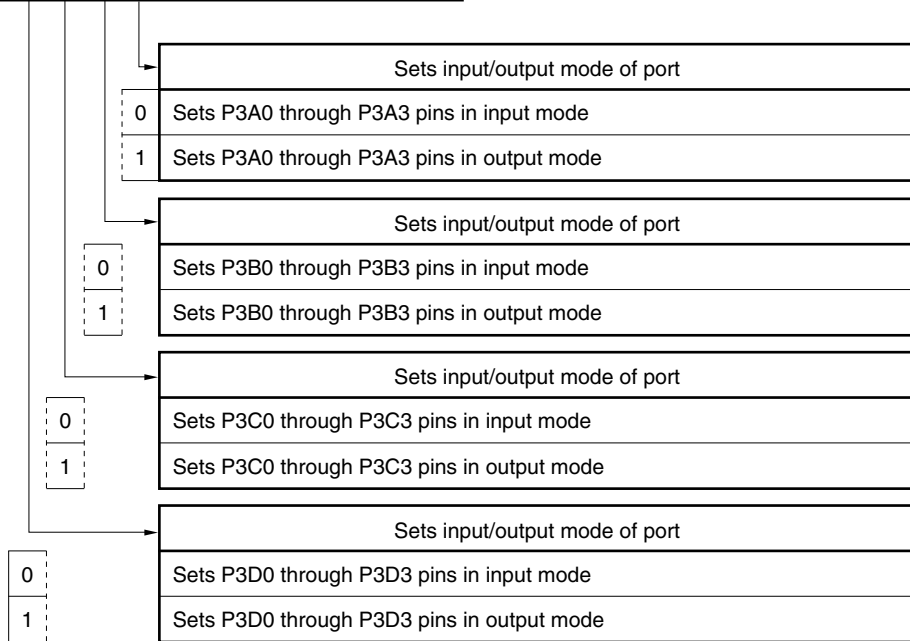 Sets input/output mode of port
0 Sets P3A0 through P3A3 pins in input mode
1 Sets P3A0 through P3A3 pins in output mode
Sets input/output mode of port
0 Sets P3B0 through P3B3 pins in input mode
1 Sets P3B0 through P3B3 pins in output mode
Sets input/output mode of port
0 Sets P3C0 through P3C3 pins in input mode
1 Sets P3C0 through P3C3 pins in output mode
Sets input/output mode of port
0 Sets P3D0 through P3D3 pins in input mode
1 Sets P3D0 through P3D3 pins in output mode